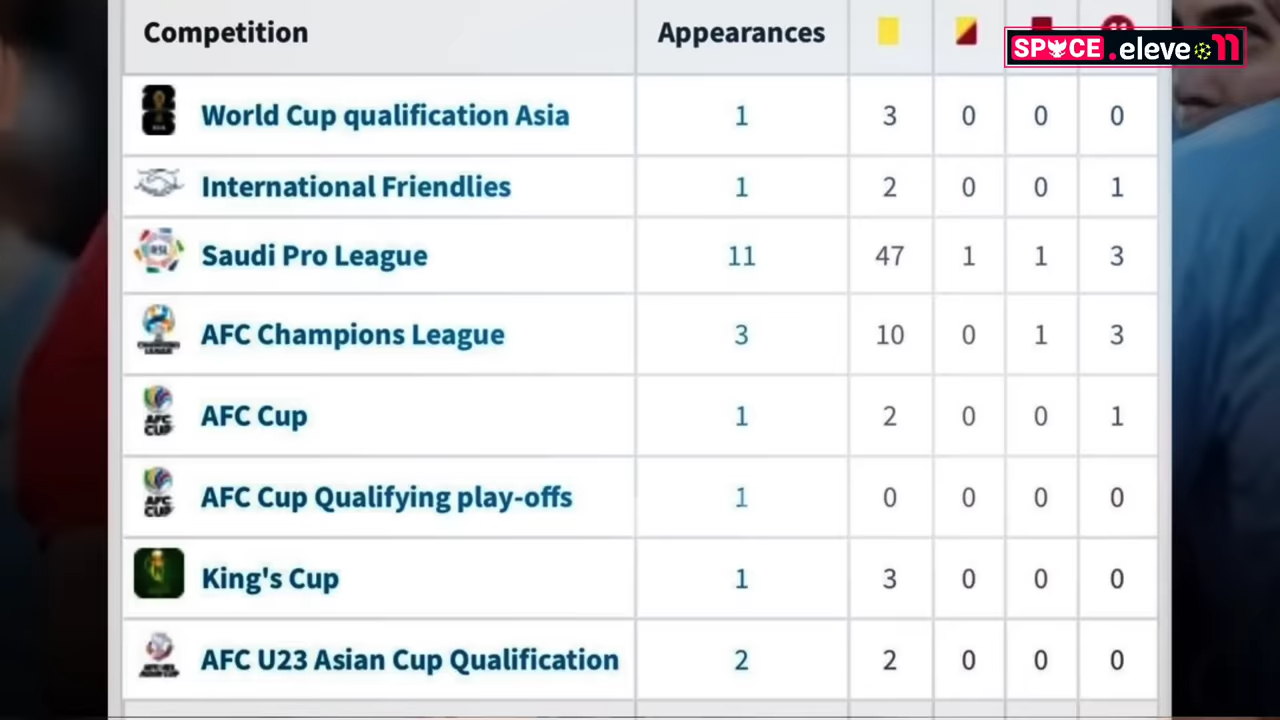 Competition Appearances
SPACE.eleve11
World Cup qualification Asia 1 3 0 0 0
International Friendlies 1 2 0 0 1
Saudi Pro League 11 47 1 1 3
AFC Champions League 3 10 0 1 3
AFC Cup 1 2 0 0 1
AFC Cup Qualifying play-offs 1 0 0 0 0
King's Cup 1 3 0 0 0
AFC U23 Asian Cup Qualification 2 2 0 0 0